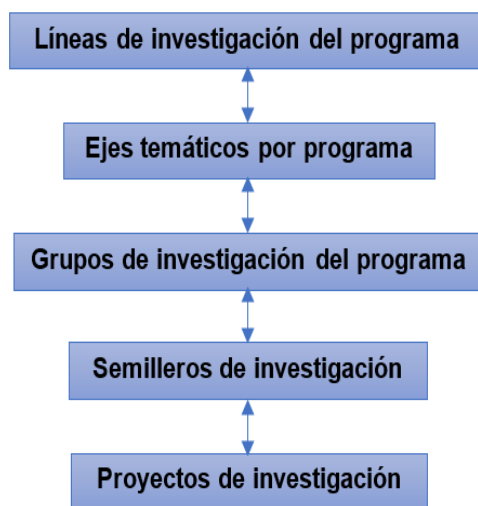 Líneas de investigación del programa
Ejes temáticos por programa
Grupos de investigación del programa
Semilleros de investigación
Proyectos de investigación